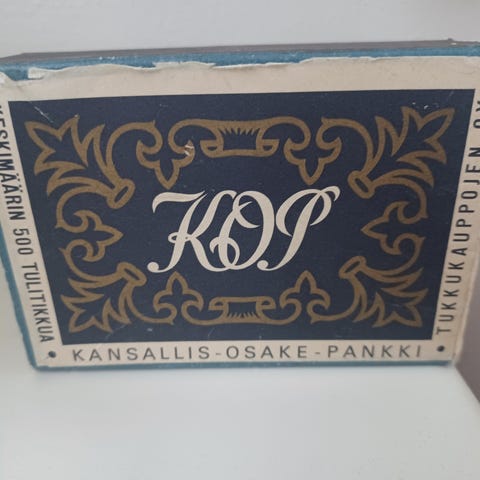 KOP
KESKIMÄÄRIN 500 TULITIKKUA
KANSALLIS-OSAKE-PANKKI
TUKKUKAUPPOJEN OY